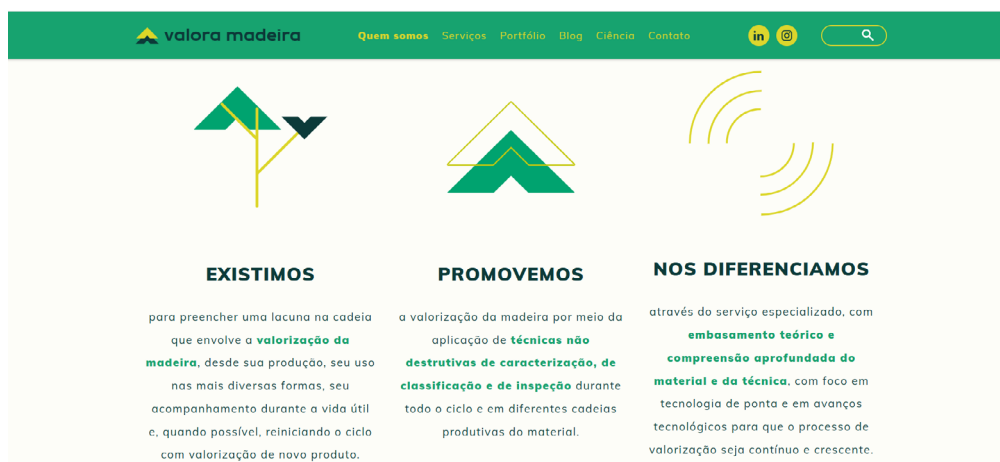 valora madeira
Quem somos Serviços Portfólio Blog Ciência Contato
in
EXISTIMOS
para preencher uma lacuna na cadeia
que envolve a valorização da
madeira, desde sua produção, seu uso
nas mais diversas formas, seu
acompanhamento durante a vida útil
e, quando possível, reiniciando o ciclo
com valorização de novo produto.
PROMOVEMOS
a valorização da madeira por meio da
aplicação de técnicas não
destrutivas de caracterização, de
classificação e de inspeção durante
todo o ciclo e em diferentes cadeias
produtivas do material.
NOS DIFERENCIAMOS
através do serviço especializado, com
embasamento teórico e
compreensão aprofundada do
material e da técnica, com foco em
tecnologia de ponta e em avanços
tecnológicos para que o processo de
valorização seja contínuo e crescente.